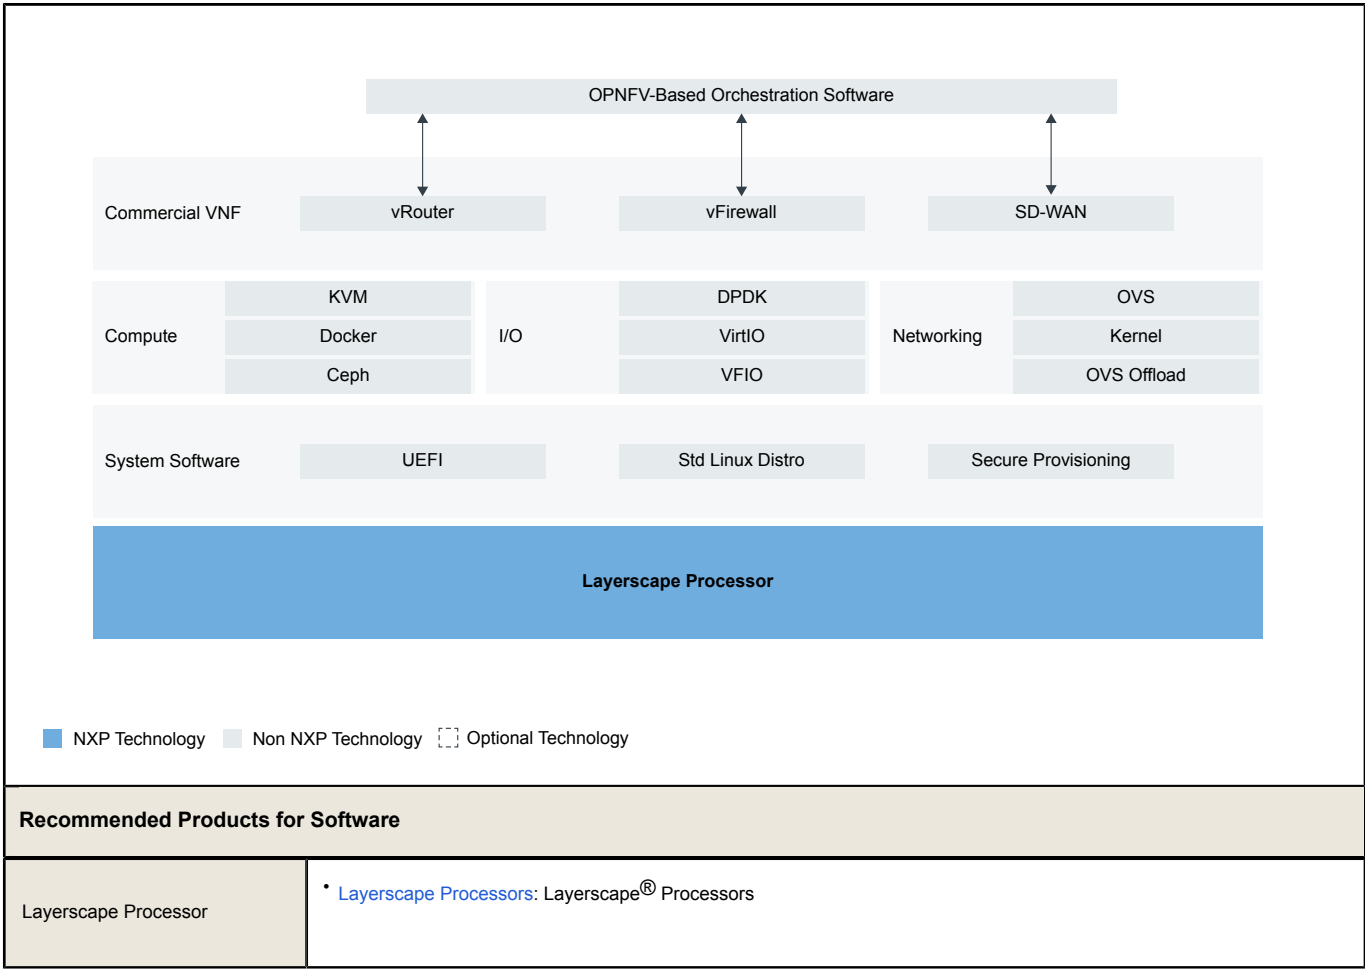 OPNFV-Based Orchestration Software
Commercial VNF
vRouter
vFirewall
SD-WAN
Compute
KVM
Docker
Ceph
I/O
DPDK
VirtIO
VFIO
Networking
OVS
Kernel
OVS Offload
System Software
UEFI
Std Linux Distro
Secure Provisioning
Layerscape Processor
NXP Technology
Non NXP Technology
Optional Technology
Recommended Products for Software
Layerscape Processor
• Layerscape Processors: Layerscape® Processors